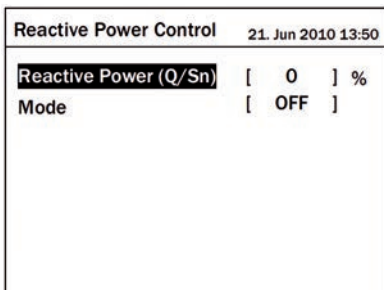 Reactive Power Control 21. Jun 2010 13:50
Reactive Power (Q/Sn) [ 0 ] %
Mode [ OFF ]